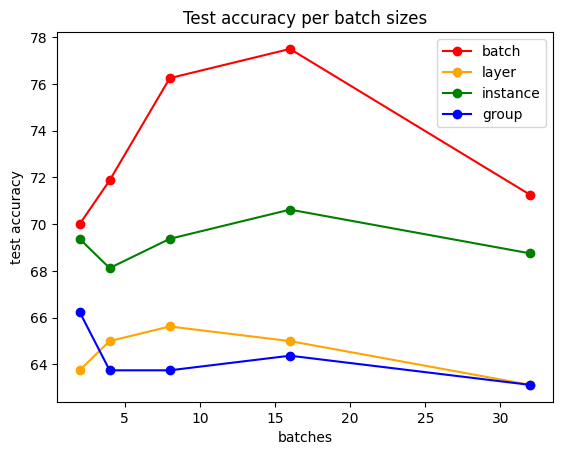 Test accuracy per batch sizes
78
76
74
72
70
68
66
64
test accuracy
5
10
15
20
25
30
batches
batch
layer
instance
group